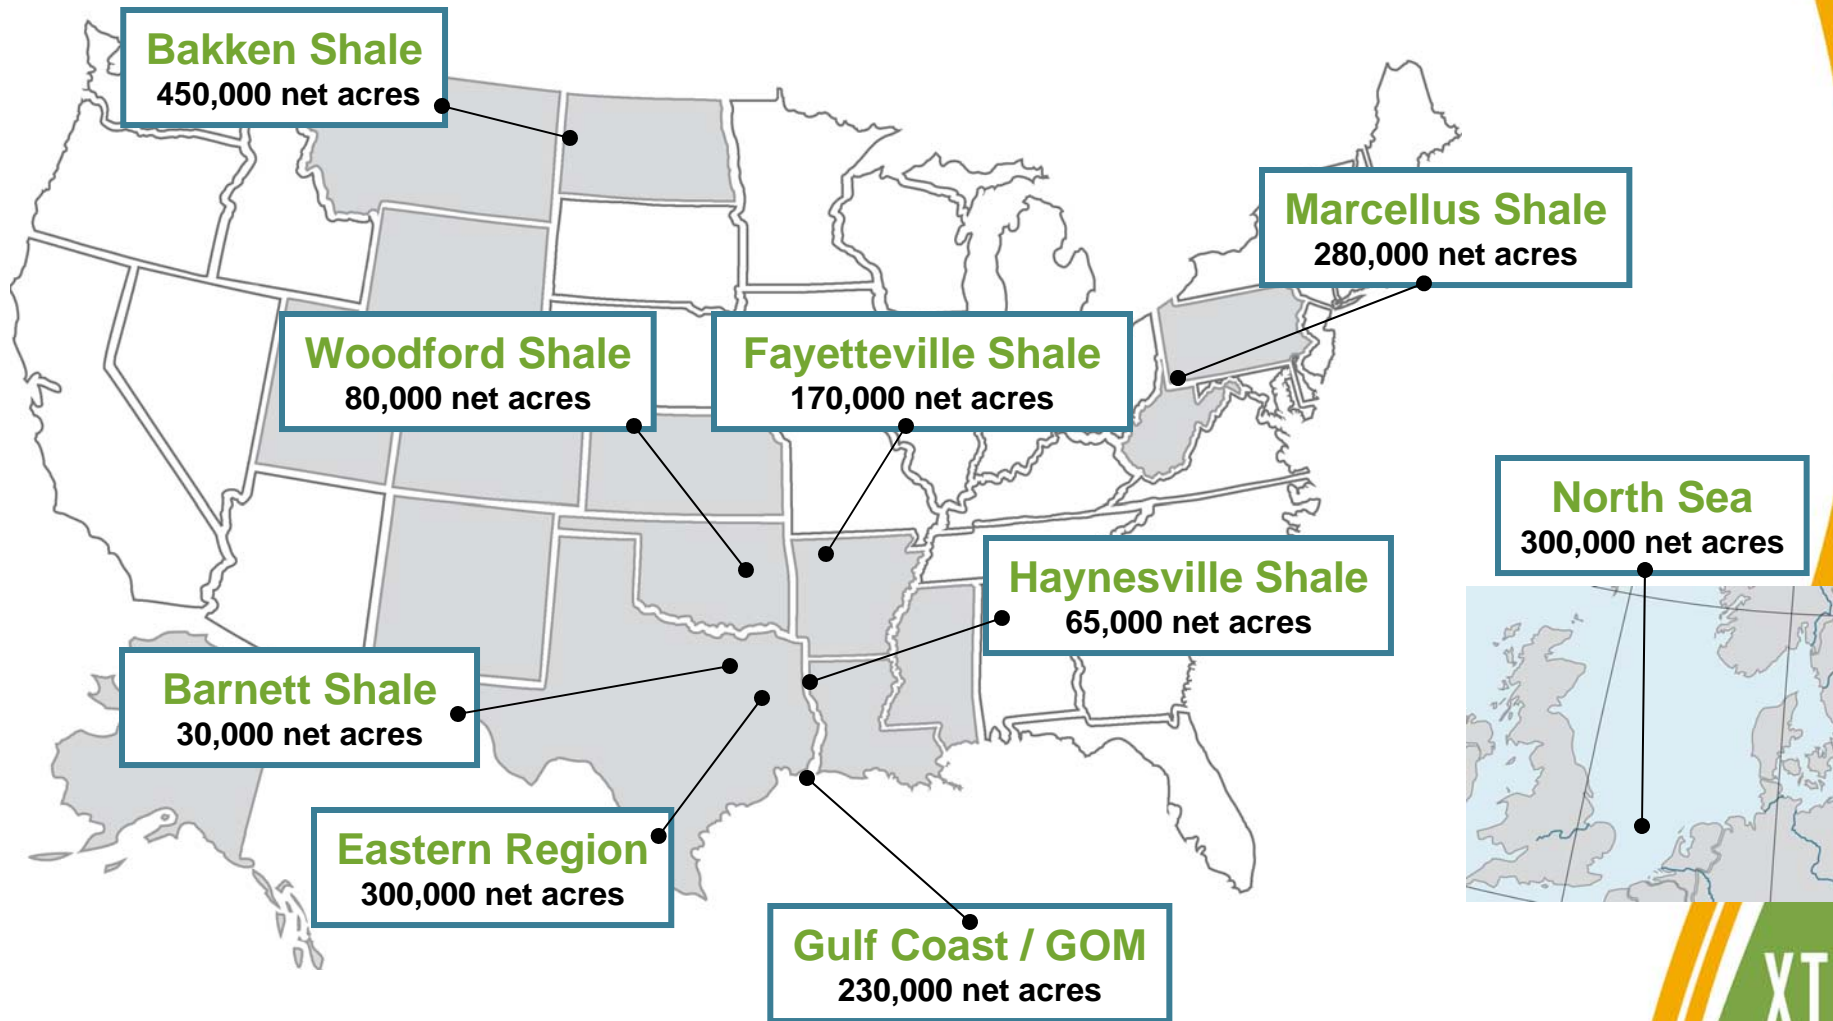 Bakken Shale
450,000 net acres
Marcellus Shale
280,000 net acres
Woodford Shale
80,000 net acres
Fayetteville Shale
170,000 net acres
North Sea
300,000 net acres
Haynesville Shale
65,000 net acres
Barnett Shale
30,000 net acres
Eastern Region
300,000 net acres
Gulf Coast / GOM
230,000 net acres
XT